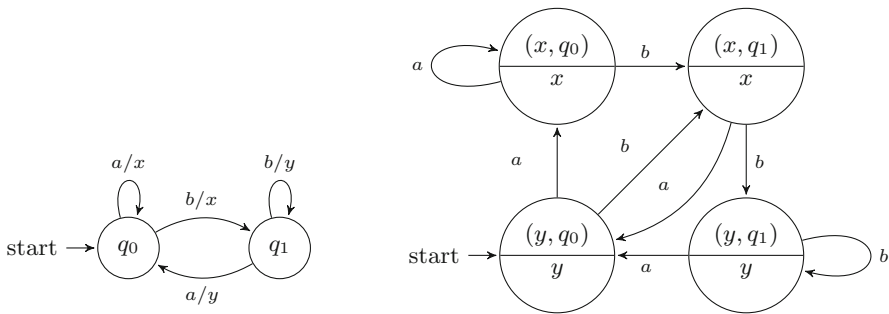 a/x
b/y
b/x
start
q0
q1
a/y
(x, q0)
x
(x, q1)
x
a
b
a
b
a
b
start
(y, q0)
y
(y, q1)
y
a
b